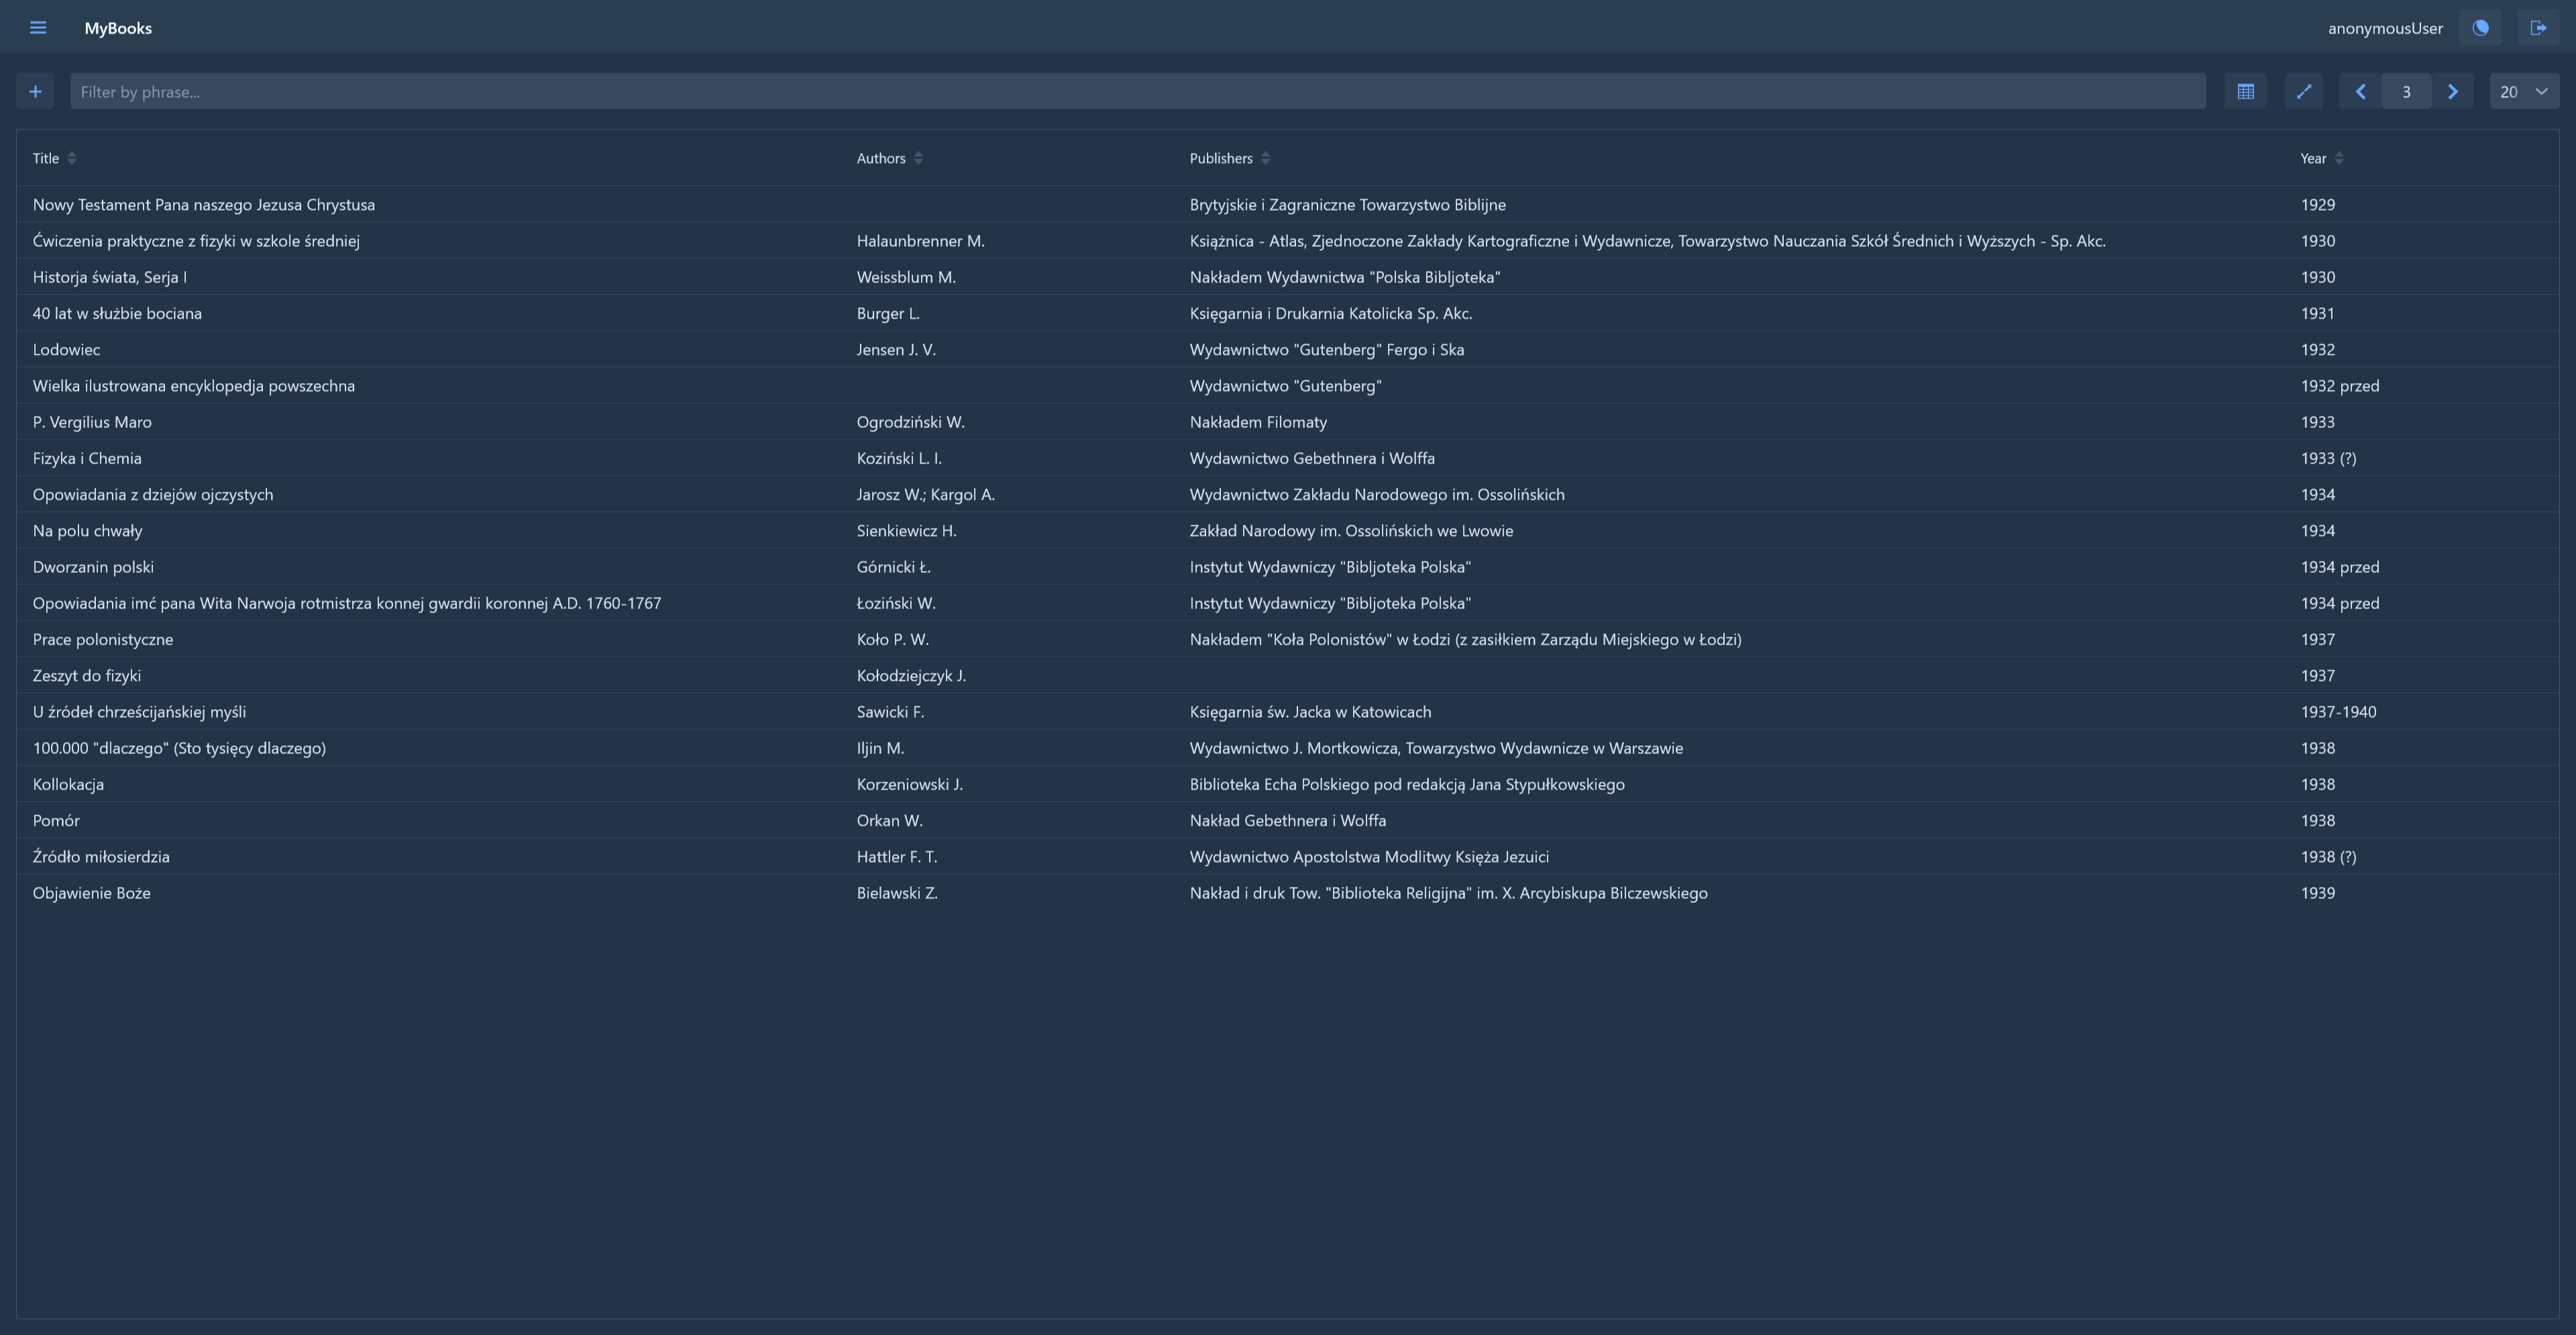 MyBooks anonymousUser
Filter by phrase... 3 20
Title Authors Publishers Year
Nowy Testament Pana naszego Jezusa Chrystusa Brytyjskie i Zagraniczne Towarzystwo Biblijne 1929
Ćwiczenia praktyczne z fizyki w szkole średniej Halaunbrenner M. Książnica - Atlas, Zjednoczone Zakłady Kartograficzne i Wydawnicze, Towarzystwo Nauczania Szkół Średnich i Wyższych - Sp. Akc. 1930
Historja świata, Serja I Weissblum M. Nakładem Wydawnictwa "Polska Bibljoteka" 1930
40 lat w służbie bociana Burger L. Księgarnia i Drukarnia Katolicka Sp. Akc. 1931
Lodowiec Jensen J. V. Wydawnictwo "Gutenberg" Fergo i Ska 1932
Wielka ilustrowana encyklopedja powszechna Wydawnictwo "Gutenberg" 1932 przed
P. Vergilius Maro Ogrodziński W. Nakładem Filomaty 1933
Fizyka i Chemia Koziński L. I. Wydawnictwo Gebethnera i Wolffa 1933 (?)
Opowiadania z dziejów ojczystych Jarosz W.; Kargol A. Wydawnictwo Zakładu Narodowego im. Ossolińskich 1934
Na polu chwały Sienkiewicz H. Zakład Narodowy im. Ossolińskich we Lwowie 1934
Dworzanin polski Górnicki Ł. Instytut Wydawniczy "Bibljoteka Polska" 1934 przed
Opowiadania imć pana Wita Narwoja rotmistrza konnej gwardii koronnej A.D. 1760-1767 Łoziński W. Instytut Wydawniczy "Bibljoteka Polska" 1934 przed
Prace polonistyczne Koło P. W. Nakładem "Koła Polonistów" w Łodzi (z zasiłkiem Zarządu Miejskiego w Łodzi) 1937
Zeszyt do fizyki Kołodziejczyk J. 1937
U źródeł chrześcijańskiej myśli Sawicki F. Księgarnia św. Jacka w Katowicach 1937-1940
100.000 "dlaczego" (Sto tysięcy dlaczego) Iljin M. Wydawnictwo J. Mortkowicza, Towarzystwo Wydawnicze w Warszawie 1938
Kollokacja Korzeniowski J. Biblioteka Echa Polskiego pod redakcją Jana Stypułkowskiego 1938
Pomór Orkan W. Nakład Gebethnera i Wolffa 1938
Źródło miłosierdzia Hattler F. T. Wydawnictwo Apostolstwa Modlitwy Księża Jezuici 1938 (?)
Objawienie Boże Bielawski Z. Nakład i druk Tow. "Biblioteka Religijna" im. X. Arcybiskupa Bilczewskiego 1939